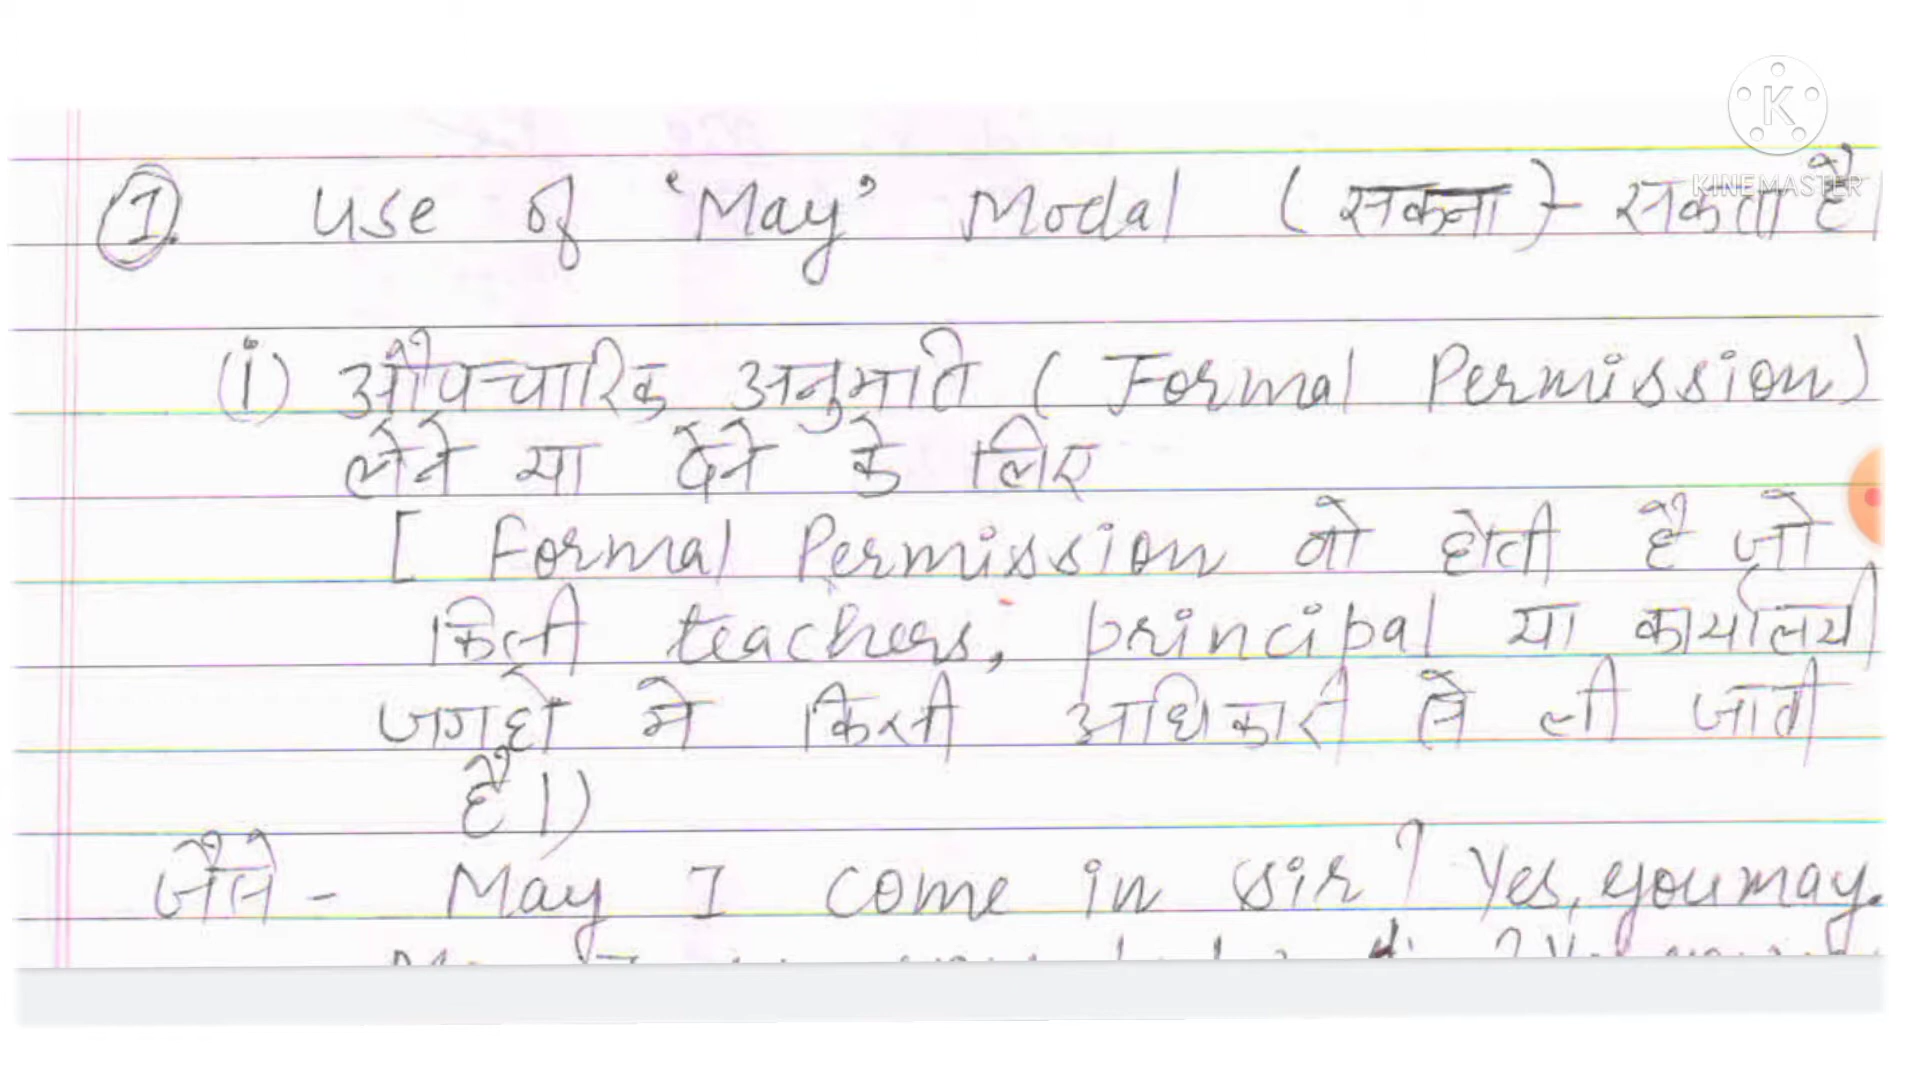 K
KINEMASTER
1. Use of 'May' Modal (सकना) - सकता है।
(i) औपचारिक अनुमति (Formal Permission)
लेने या देने के लिए
[ Formal Permission वो होती है जो
किसी teachers, principal या कार्यालयी
जगहों में किसी अधिकारी से ली जाती
है।)
जैसे - May I come in sir? Yes, you may.